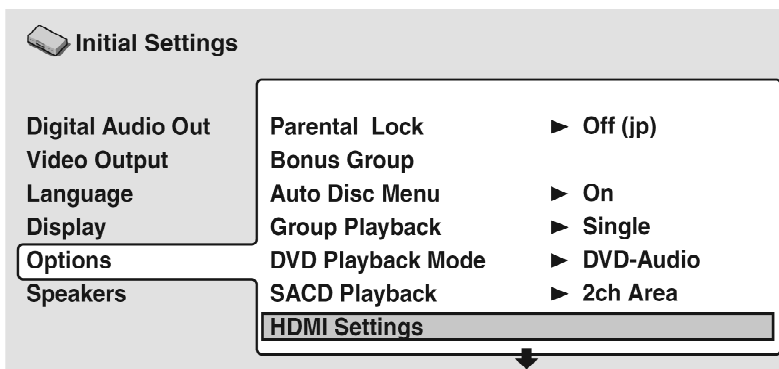 Initial Settings
Digital Audio Out
Video Output
Language
Display
Options
Speakers
Parental Lock ► Off (jp)
Bonus Group
Auto Disc Menu ► On
Group Playback ► Single
DVD Playback Mode ► DVD-Audio
SACD Playback ► 2ch Area
HDMI Settings